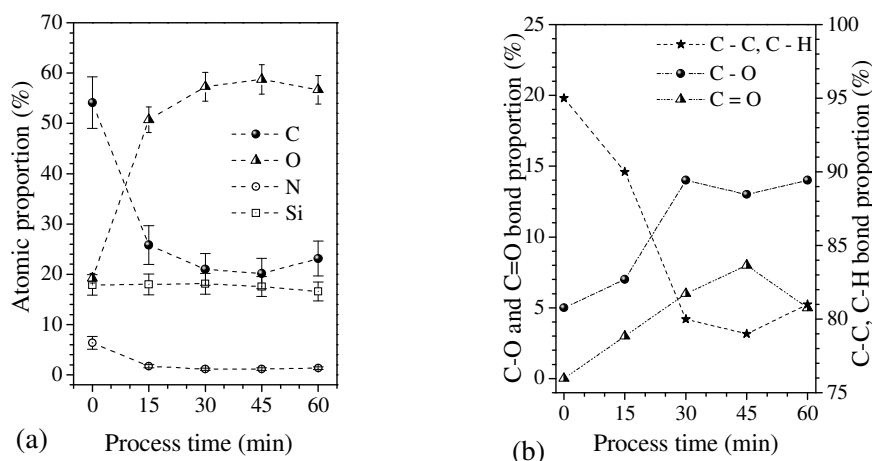 70
60
50
40
30
20
10
0
Atomic proportion (%)
C
O
N
Si
0 15 30 45 60
(a) Process time (min)
25
20
15
10
5
0
C-O and C=O bond proportion (%)
C - C, C - H
C - O
C = O
100
95
90
85
80
75
C-C, C-H bond proportion (%)
0 15 30 45 60
(b) Process time (min)